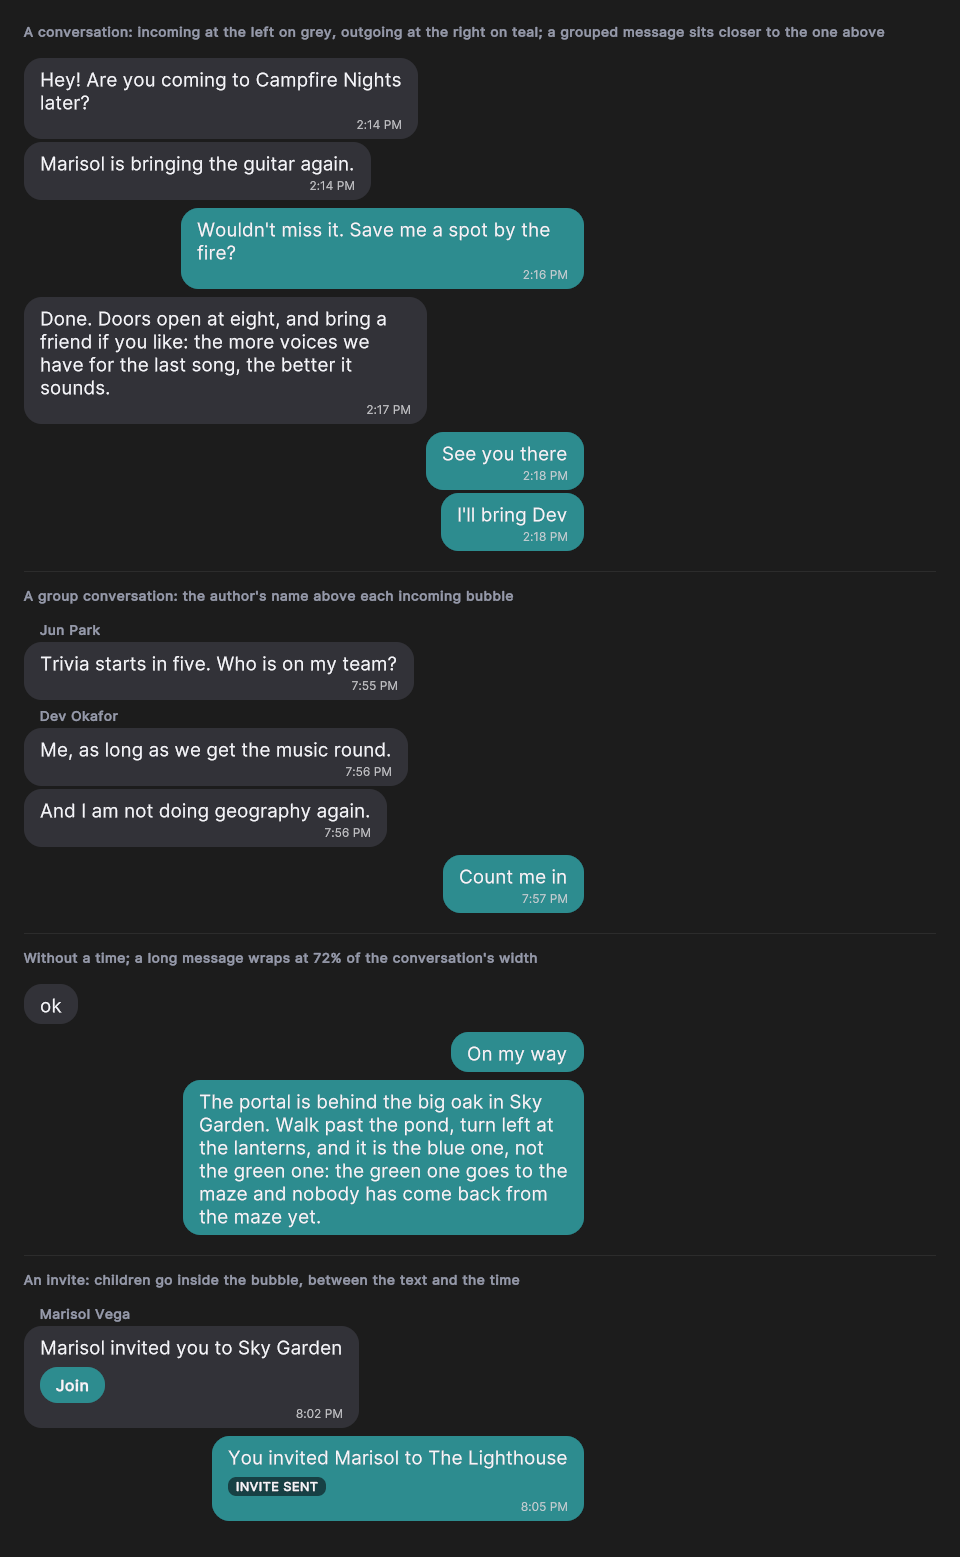 A conversation: incoming at the left on grey, outgoing at the right on teal; a grouped message sits closer to the one above
Hey! Are you coming to Campfire Nights
later?
2:14 PM
Marisol is bringing the guitar again.
2:14 PM
Wouldn't miss it. Save me a spot by the
fire?
2:16 PM
Done. Doors open at eight, and bring a
friend if you like: the more voices we
have for the last song, the better it
sounds.
2:17 PM
See you there
2:18 PM
I'll bring Dev
2:18 PM
A group conversation: the author's name above each incoming bubble
Jun Park
Trivia starts in five. Who is on my team?
7:55 PM
Dev Okafor
Me, as long as we get the music round.
7:56 PM
And I am not doing geography again.
7:56 PM
Count me in
7:57 PM
Without a time; a long message wraps at 72% of the conversation's width
ok
On my way
The portal is behind the big oak in Sky
Garden. Walk past the pond, turn left at
the lanterns, and it is the blue one, not
the green one: the green one goes to the
maze and nobody has come back from
the maze yet.
An invite: children go inside the bubble, between the text and the time
Marisol Vega
Marisol invited you to Sky Garden
Join
8:02 PM
You invited Marisol to The Lighthouse
INVITE SENT
8:05 PM